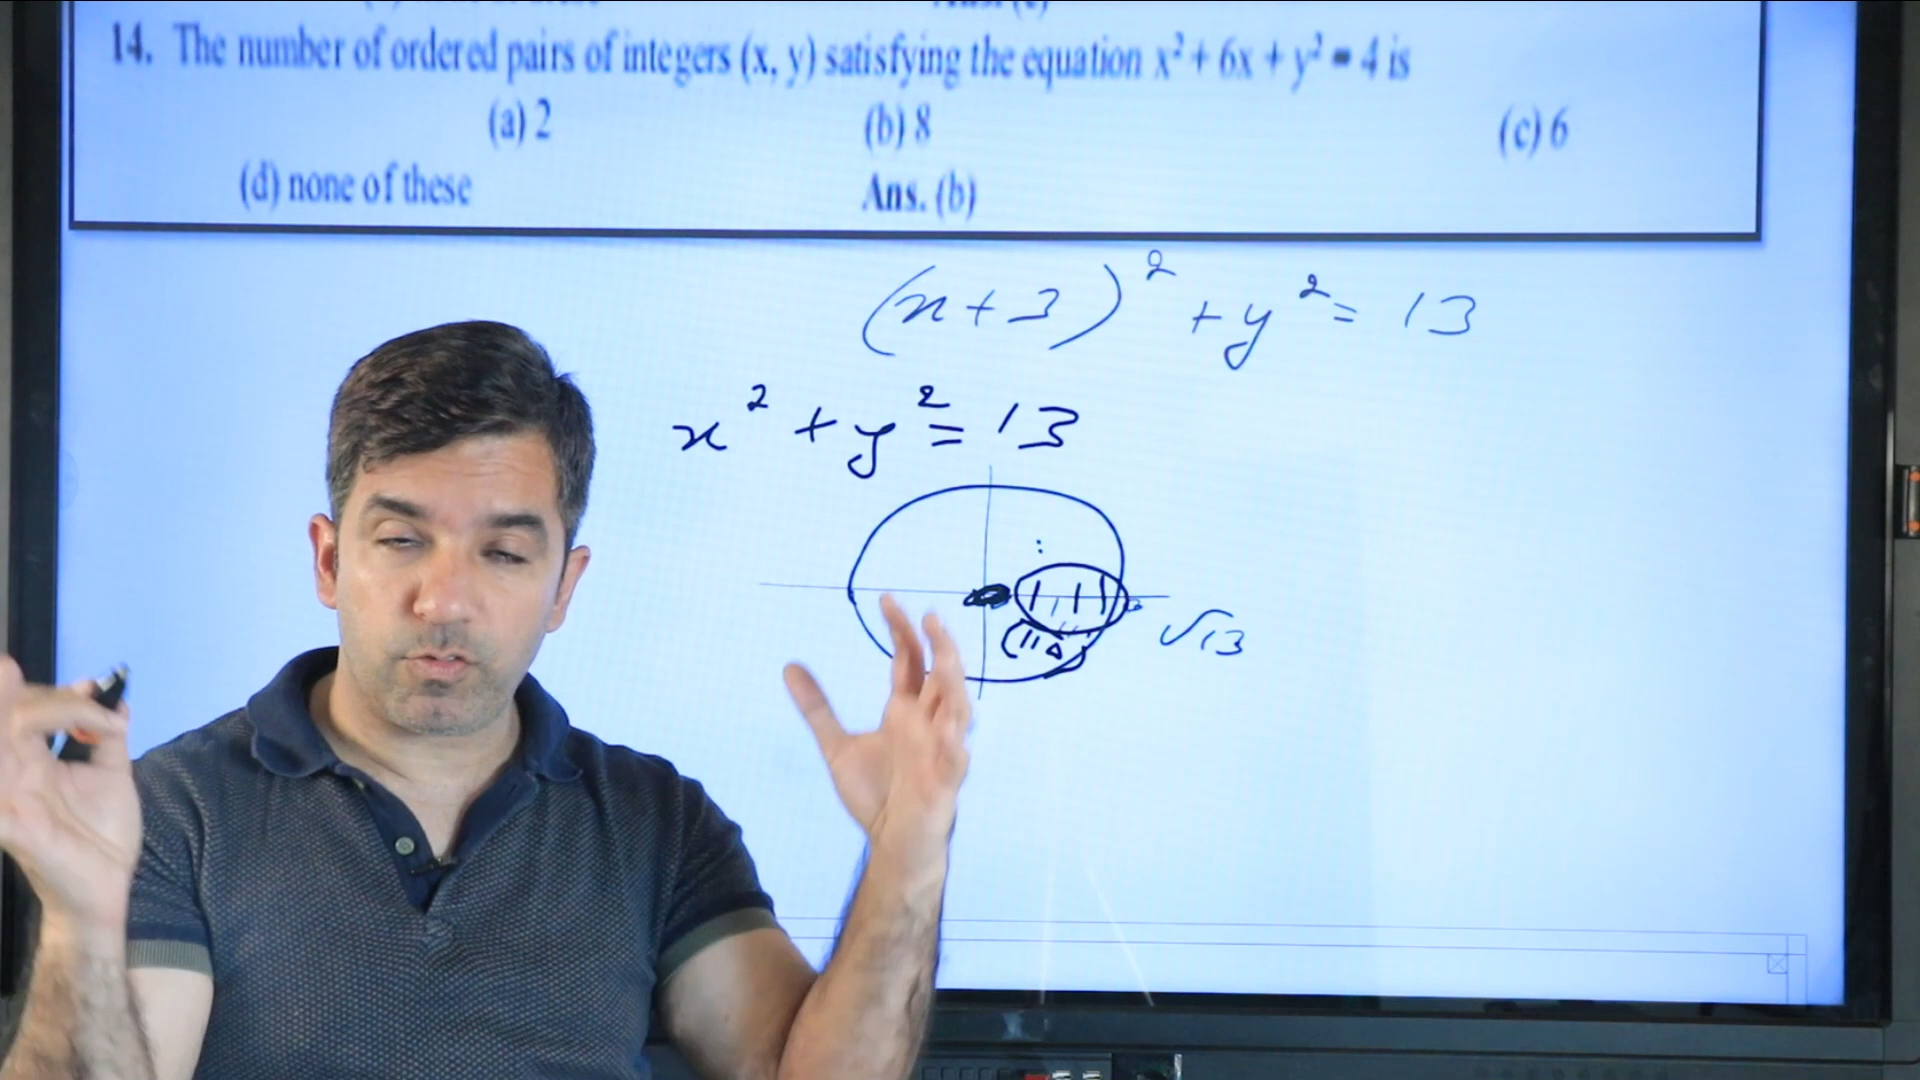 14. The number of ordered pairs of integers (x, y) satisfying the equation x² + 6x + y² = 4 is
(a) 2 (b) 8 (c) 6
(d) none of these Ans. (b)
(x+3)² + y² = 13
x² + y² = 13
√13